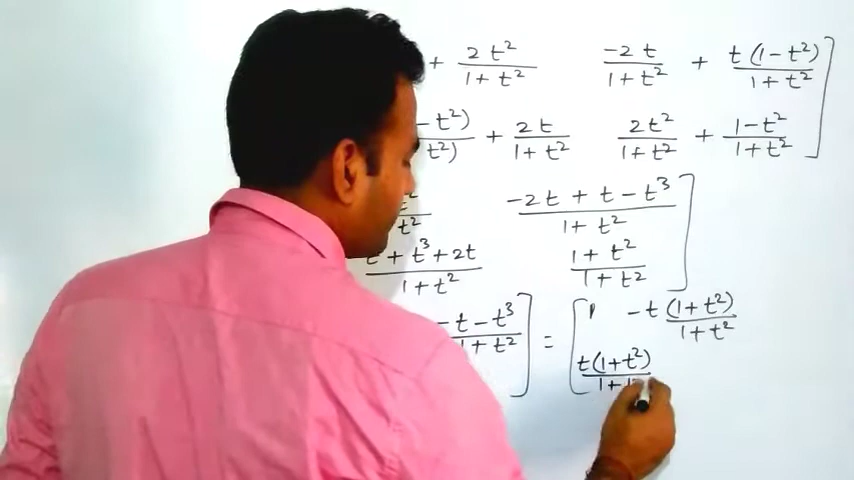 + 2t²/(1+t²)   -2t/(1+t²) + t(1-t²)/(1+t²) ]
-t²)/t²) + 2t/(1+t²)   2t²/(1+t²) + (1-t²)/(1+t²) ]
t²/t²   (-2t+t-t³)/(1+t²) ]
t+t³+2t/(1+t²)   (1+t²)/(1+t²) ]
(-t-t³)/(1+t²) ] = [ 1   -t (1+t²)/(1+t²)
t(1+t²)/(1+t